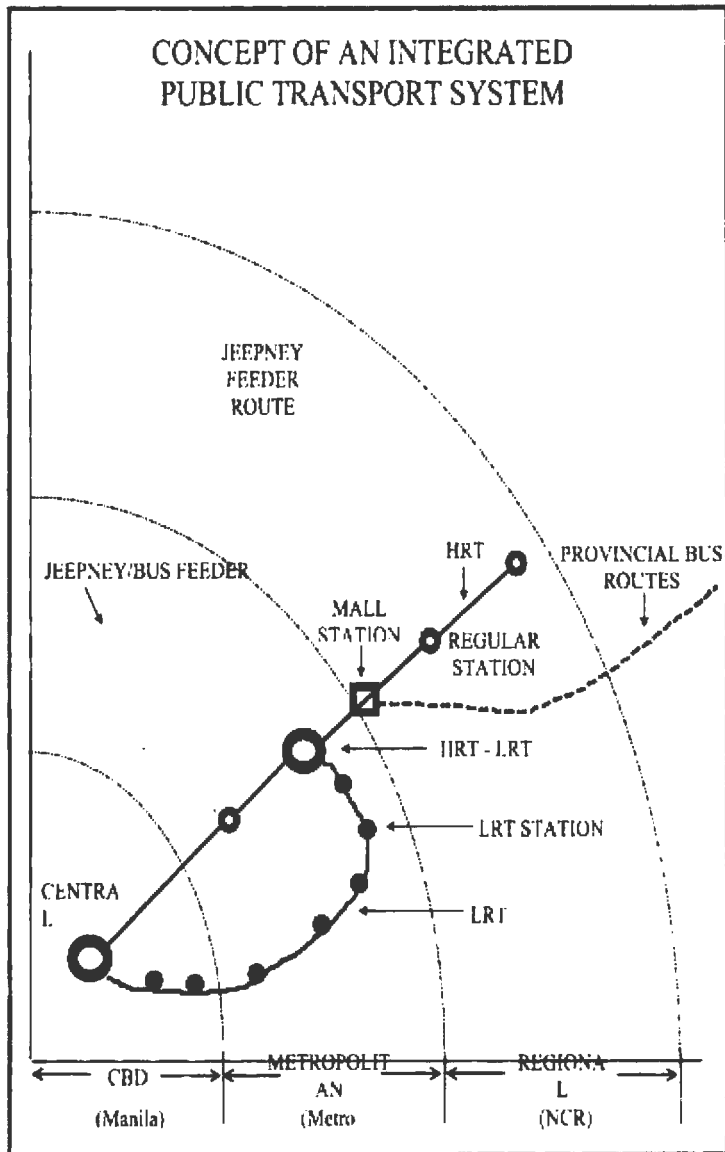 CONCEPT OF AN INTEGRATED
PUBLIC TRANSPORT SYSTEM
JEEPNEY
FEEDER
ROUTE
HRT
PROVINCIAL BUS
ROUTES
JEEPNEY/BUS FEEDER
MALL
STATION
REGULAR
STATION
HRT - LRT
LRT STATION
CENTRA
L
LRT
CBD
(Manila)
METROPOLIT
AN
(Metro
REGIONA
L
(NCR)